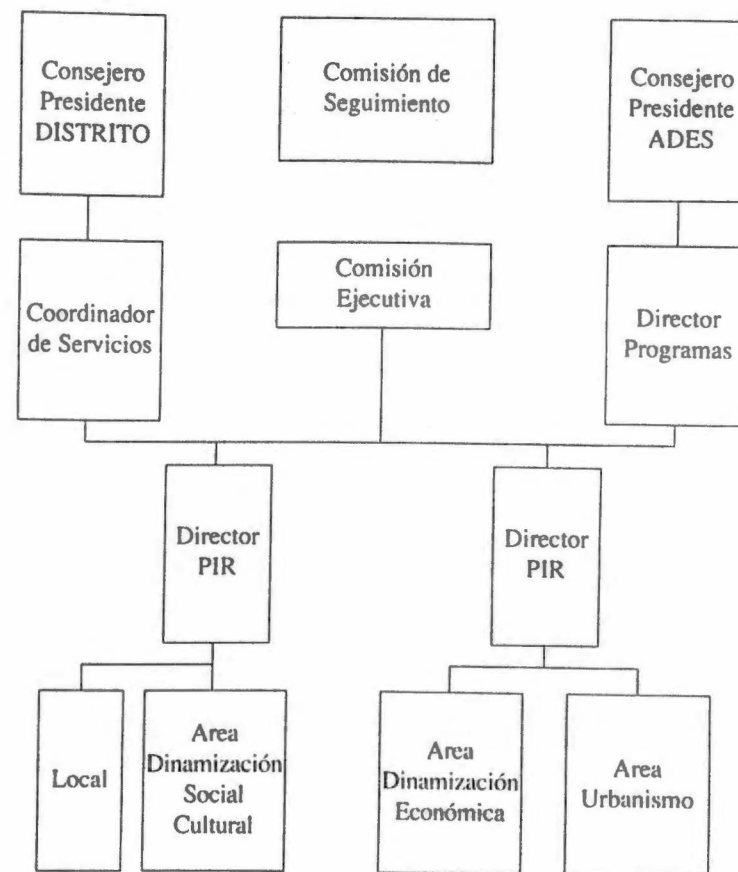 Consejero
Presidente
DISTRITO
Comisión de
Seguimiento
Consejero
Presidente
ADES
Coordinador
de Servicios
Comisión
Ejecutiva
Director
Programas
Director
PIR
Director
PIR
Local
Area
Dinamización
Social
Cultural
Area
Dinamización
Económica
Area
Urbanismo